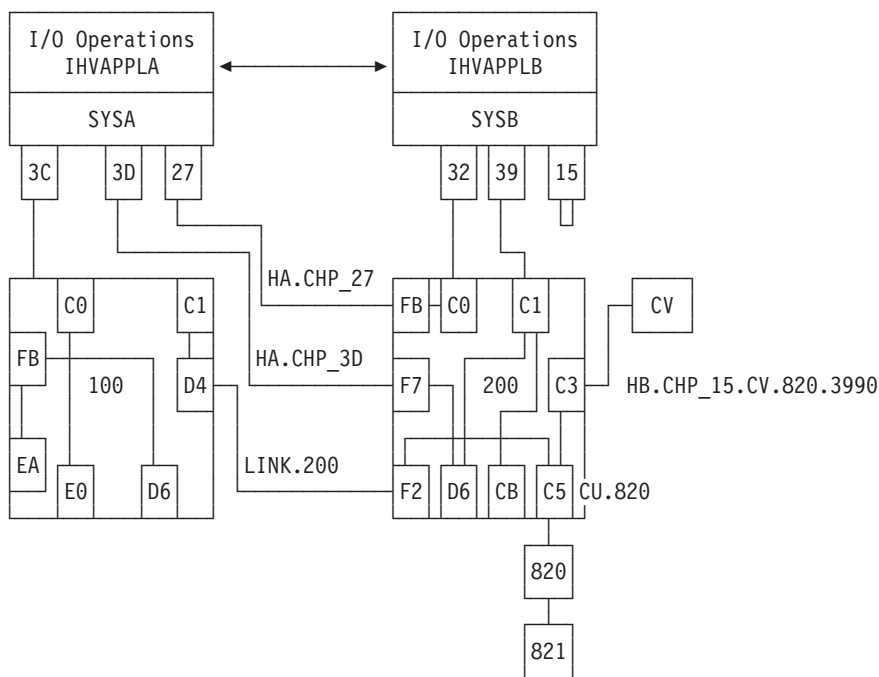 I/O Operations
IHVAPPLA
I/O Operations
IHVAPPLB
SYSA
SYSB
3C
3D
27
32
39
15
HA.CHP_27
C0
C1
FB
C0
C1
CV
FB
HA.CHP_3D
100
D4
F7
200
C3
HB.CHP_15.CV.820.3990
EA
LINK.200
E0
D6
F2
D6
CB
C5
CU.820
820
821